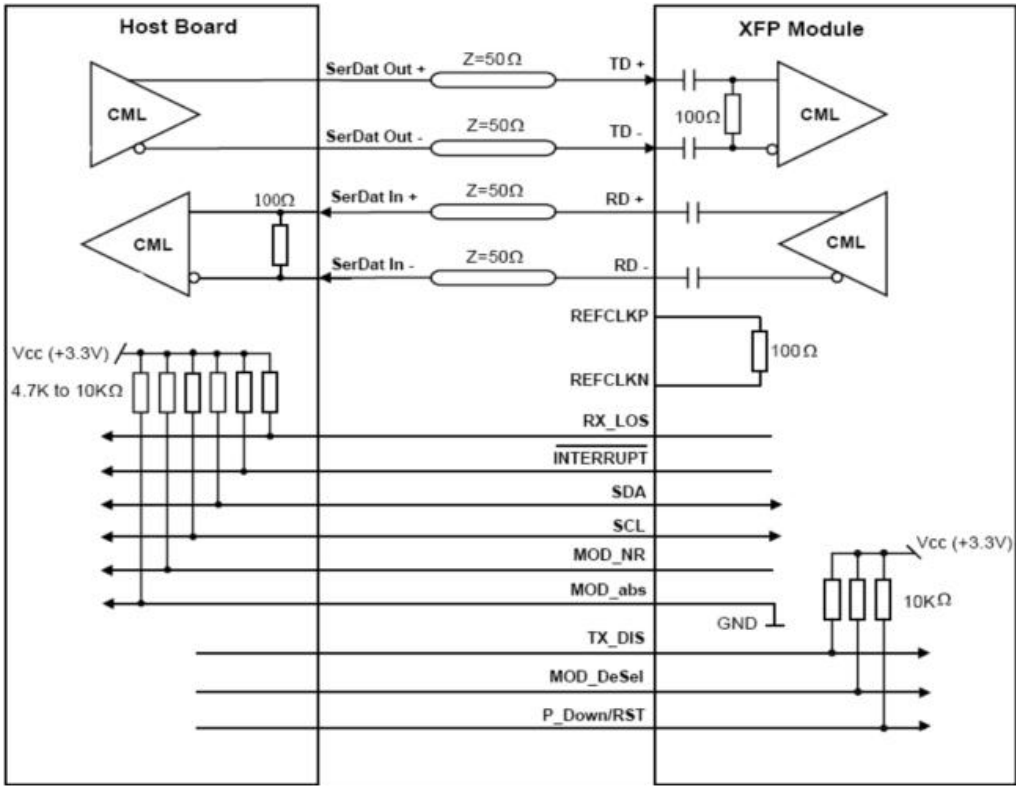 Host Board
XFP Module
SerDat Out +
Z=50Ω
TD +
CML
100Ω
CML
SerDat Out -
Z=50Ω
TD -
100Ω
SerDat In +
Z=50Ω
RD +
CML
CML
SerDat In -
Z=50Ω
RD -
REFCLKP
100Ω
REFCLKN
Vcc (+3.3V)
4.7K to 10KΩ
RX_LOS
INTERRUPT
SDA
SCL
MOD_NR
MOD_abs
Vcc (+3.3V)
10KΩ
GND
TX_DIS
MOD_DeSel
P_Down/RST